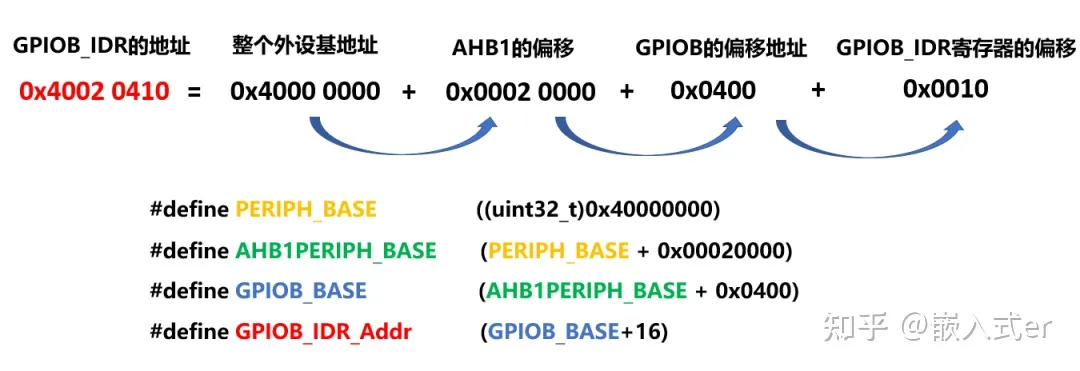 GPIOB_IDR的地址 整个外设基地址 AHB1的偏移 GPIOB的偏移地址 GPIOB_IDR寄存器的偏移
0x4002 0410 = 0x4000 0000 + 0x0002 0000 + 0x0400 + 0x0010
#define PERIPH_BASE ((uint32_t)0x40000000)
#define AHB1PERIPH_BASE (PERIPH_BASE + 0x00020000)
#define GPIOB_BASE (AHB1PERIPH_BASE + 0x0400)
#define GPIOB_IDR_Addr (GPIOB_BASE+16)
知乎 @嵌入式er